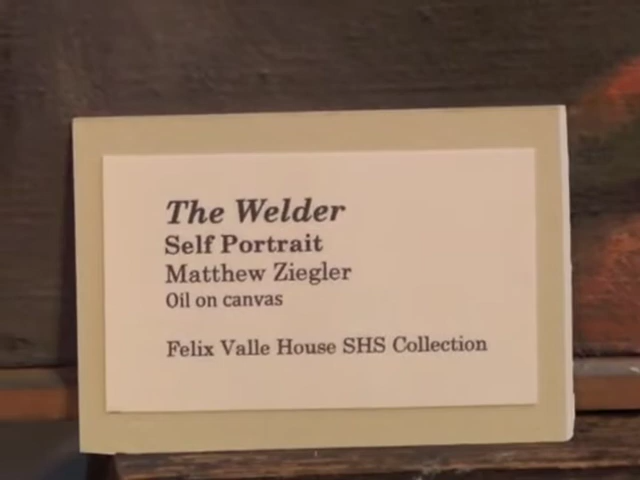 The Welder
Self Portrait
Matthew Ziegler
Oil on canvas
Felix Valle House SHS Collection